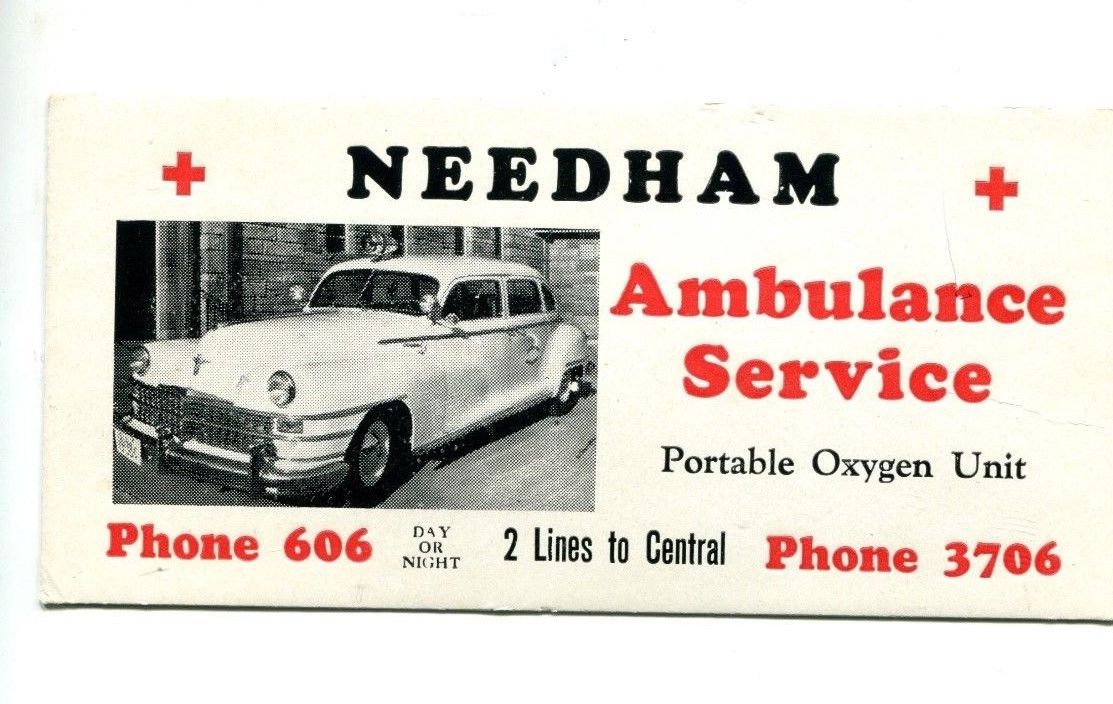 NEEDHAM
Ambulance
Service
Portable Oxygen Unit
Phone 606
DAY
OR
NIGHT
2 Lines to Central
Phone 3706